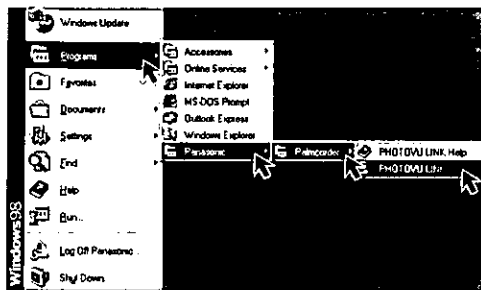 Windows Update
Programs
Favorites
Documents
Settings
Find
Help
Run...
Log Off Panasonic...
Shut Down...
Windows98
Accessories
Online Services
Internet Explorer
MS-DOS Prompt
Outlook Express
Windows Explorer
Panasonic
Palmcorder
PHOTOVU LINK Help
PHOTOVU LINK